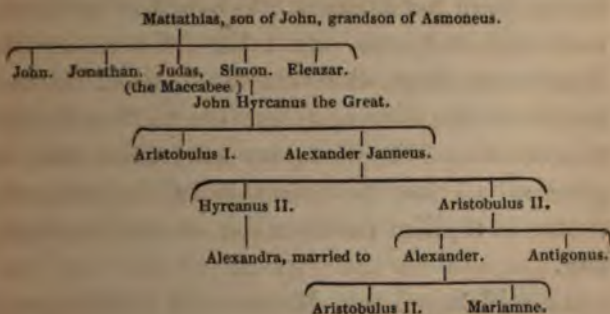 Mattathias, son of John, grandson of Asmoneus.
John. Jonathan. Judas, Simon. Eleazar.
(the Maccabee)
John Hyrcanus the Great.
Aristobulus I. Alexander Janneus.
Hyrcanus II. Aristobulus II.
Alexandra, married to Alexander. Antigonus.
Aristobulus II. Mariamne.